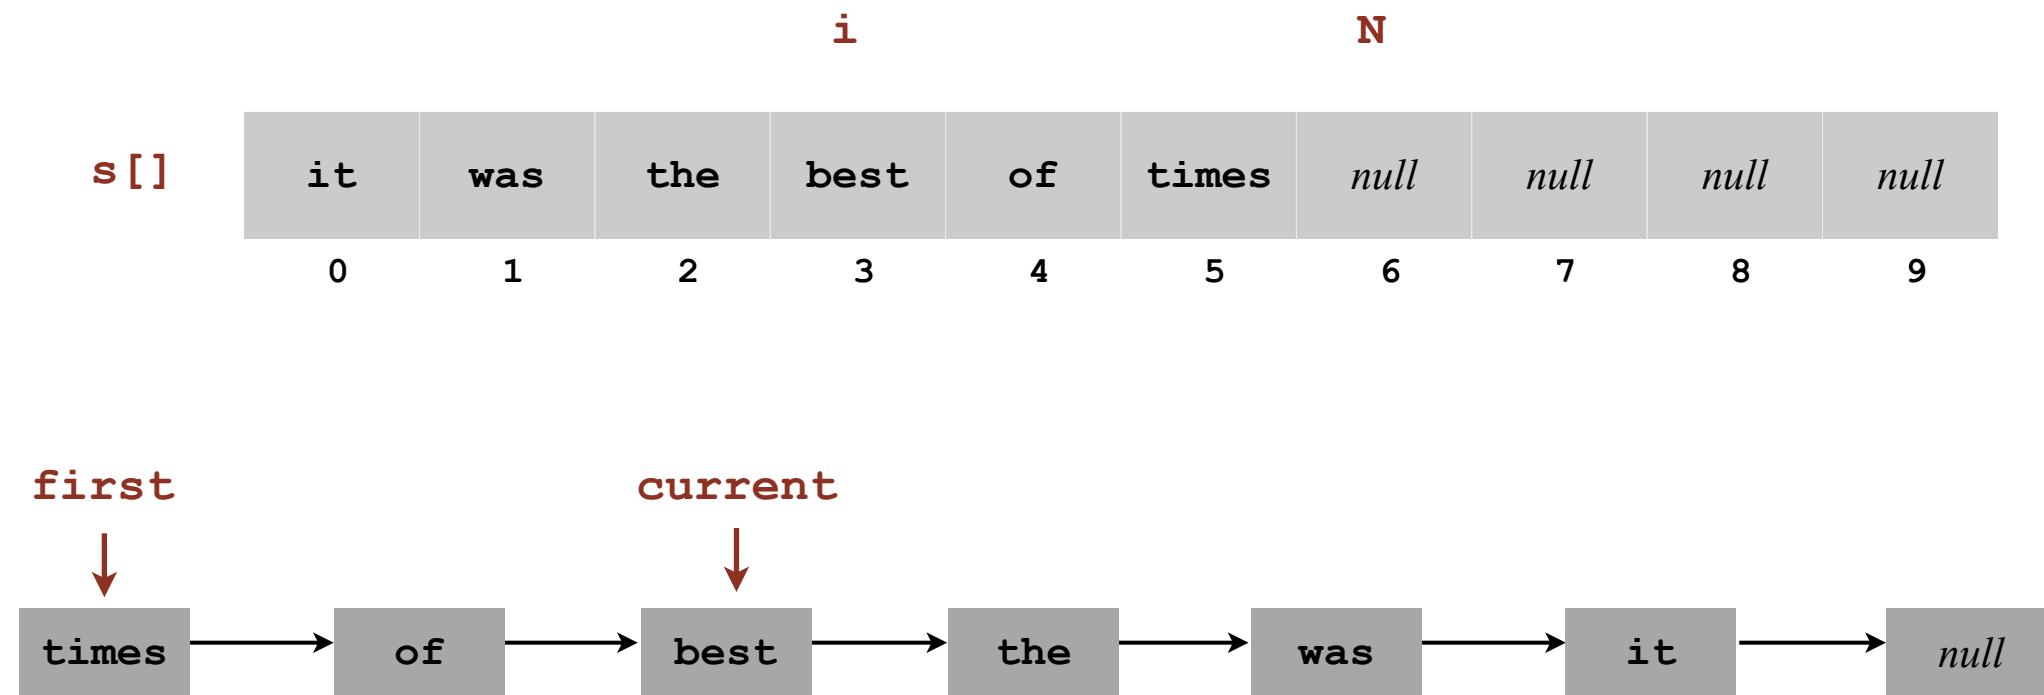 i N
s[] it was the best of times null null null null
0 1 2 3 4 5 6 7 8 9
first current
times of best the was it null